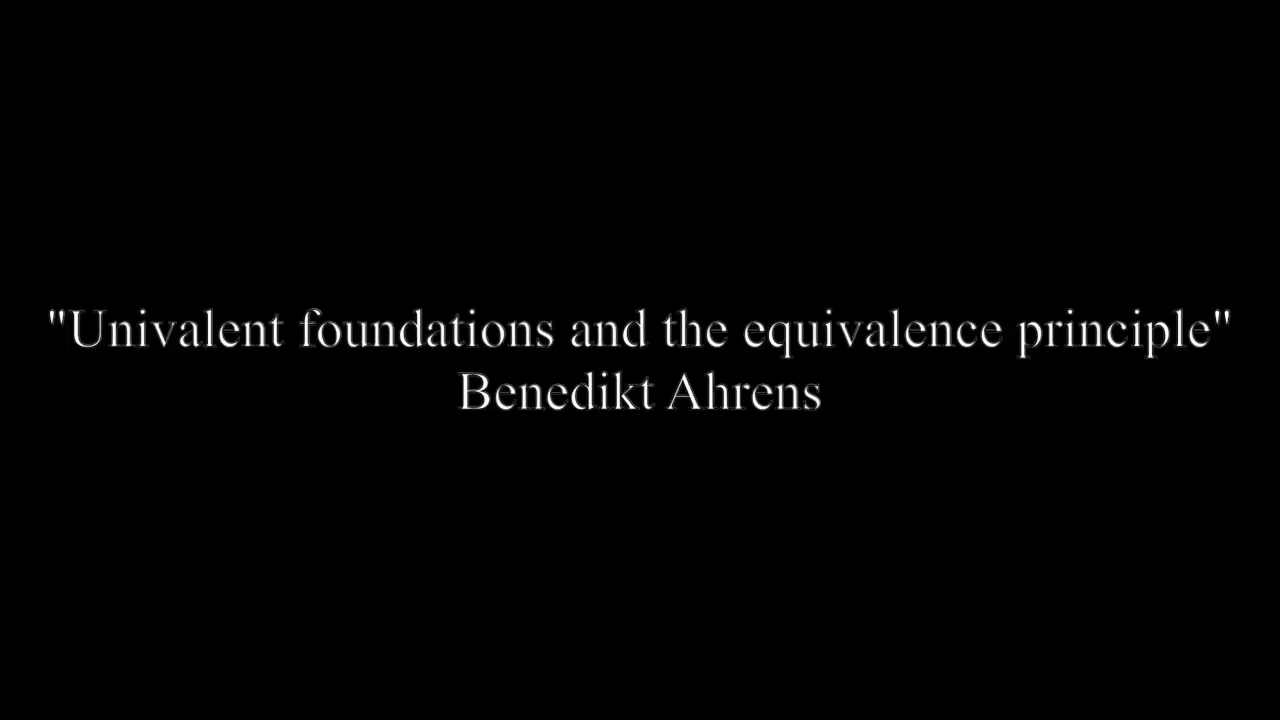 "Univalent foundations and the equivalence principle"
Benedikt Ahrens